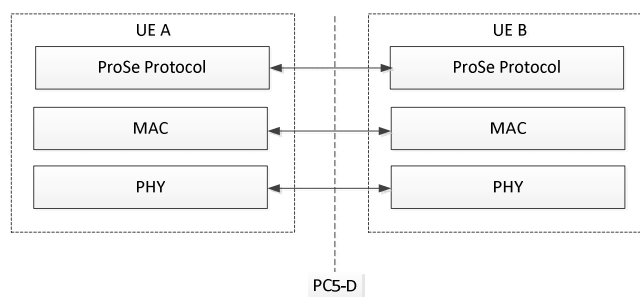 UE A
UE B
ProSe Protocol
ProSe Protocol
MAC
MAC
PHY
PHY
PC5-D